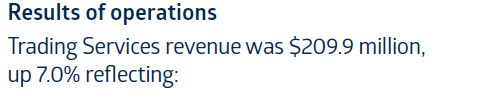 Results of operations
Trading Services revenue was $209.9 million,
up 7.0% reflecting: